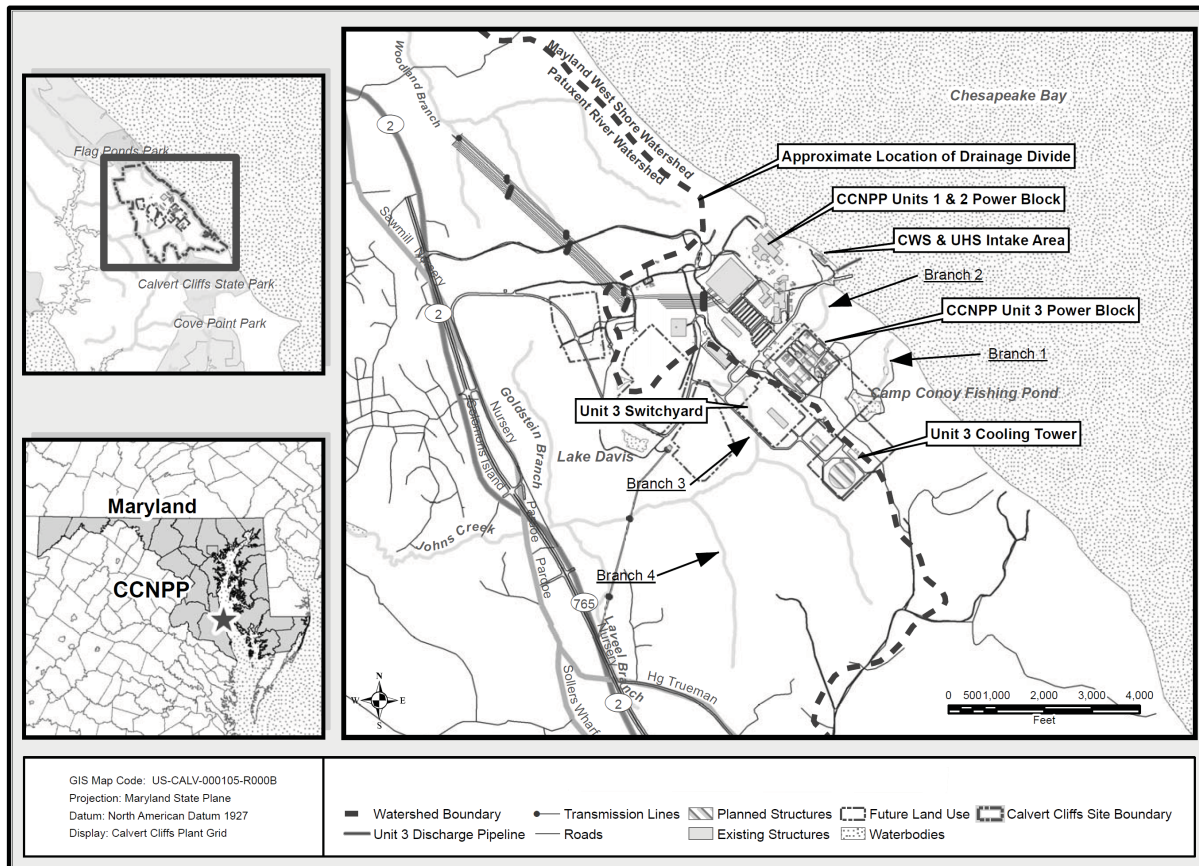 Flag Ponds Park
Calvert Cliffs State Park
Cove Point Park
Maryland
CCNPP
Woodland Branch
Mayland West Shore Watershed
Patuxent River Watershed
Chesapeake Bay
2
Approximate Location of Drainage Divide
CCNPP Units 1 & 2 Power Block
Sawmill
Nursery
CWS & UHS Intake Area
Branch 2
2
CCNPP Unit 3 Power Block
Branch 1
Camp Conoy Fishing Pond
Goldstein Branch
Nursery
Solomons Island
Unit 3 Switchyard
Unit 3 Cooling Tower
Lake Davis
Branch 3
Pardoe
Johns Creek
Pardoe
Branch 4
765
Laveel Branch
Nursery
Hg Trueman
Sollers Wharf
2
N
W E
S
0 500 1,000 2,000 3,000 4,000
Feet
GIS Map Code: US-CALV-000105-R000B
Projection: Maryland State Plane
Datum: North American Datum 1927
Display: Calvert Cliffs Plant Grid
Watershed Boundary Transmission Lines Planned Structures Future Land Use Calvert Cliffs Site Boundary
Unit 3 Discharge Pipeline Roads Existing Structures Waterbodies